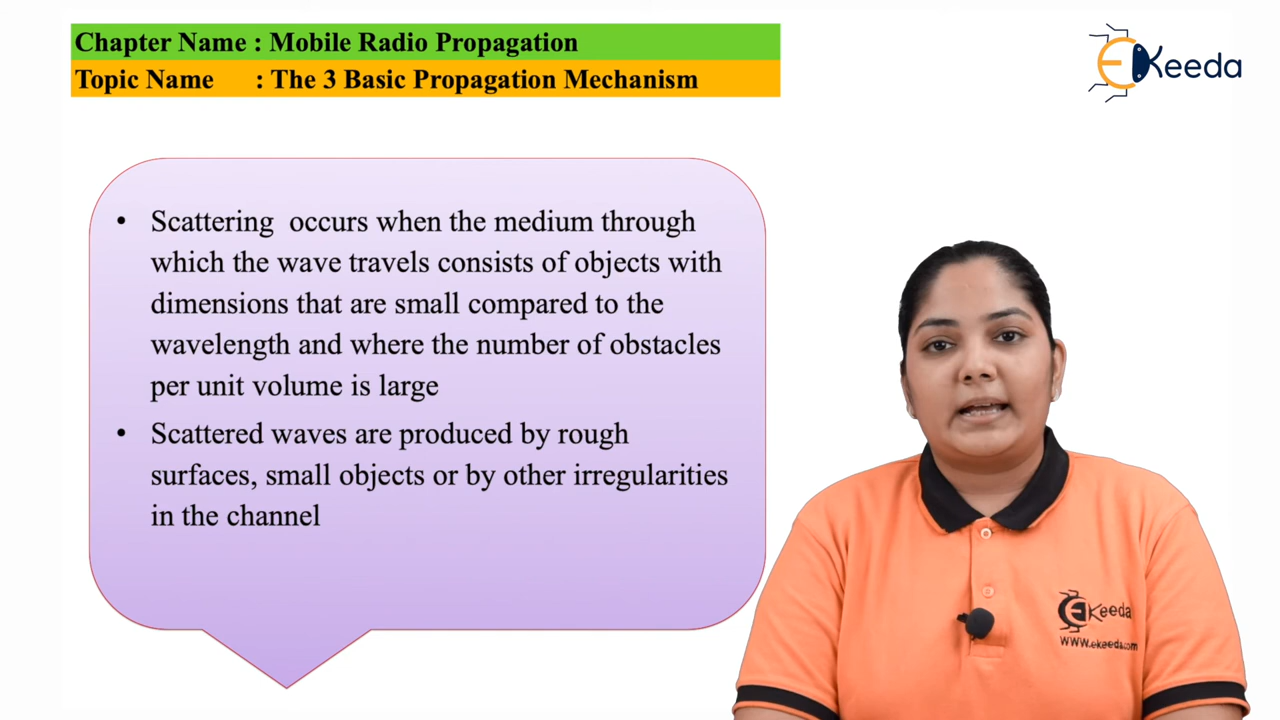 Chapter Name : Mobile Radio Propagation
Topic Name : The 3 Basic Propagation Mechanism
EKeeda
• Scattering occurs when the medium through
which the wave travels consists of objects with
dimensions that are small compared to the
wavelength and where the number of obstacles
per unit volume is large
• Scattered waves are produced by rough
surfaces, small objects or by other irregularities
in the channel
EKeeda
WWW.ekeeda.com